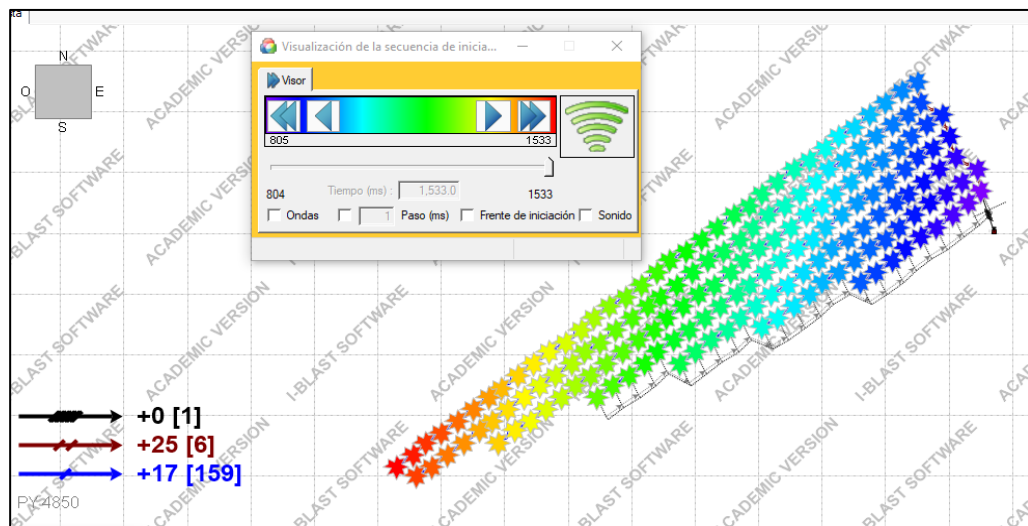 sta
N
O
E
S
Visualización de la secuencia de inicia...
Visor
805
1533
804
Tiempo (ms) :
1,533.0
1533
Ondas
1
Paso (ms)
Frente de iniciación
Sonido
+0 [1]
+25 [6]
+17 [159]
PY-4850
I-BLAST SOFTWARE
ACADEMIC VERSION